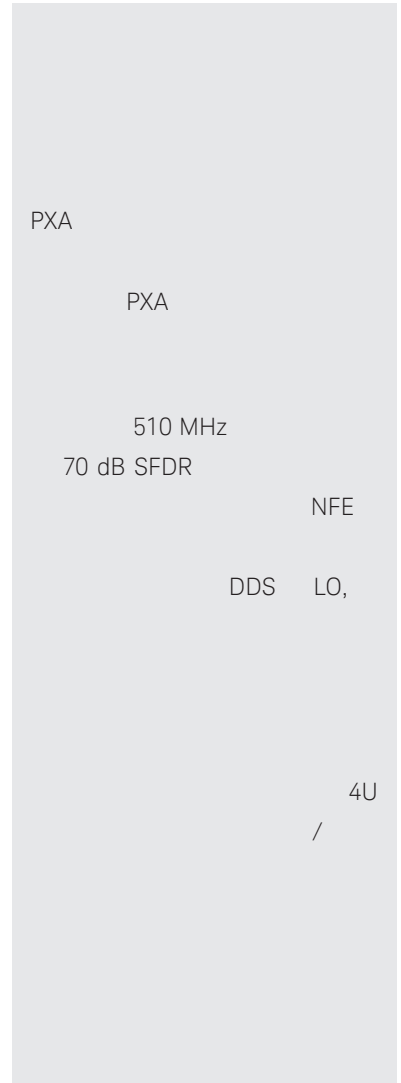 PXA
PXA
510 MHz
70 dB SFDR
NFE
DDS LO,
4U
/